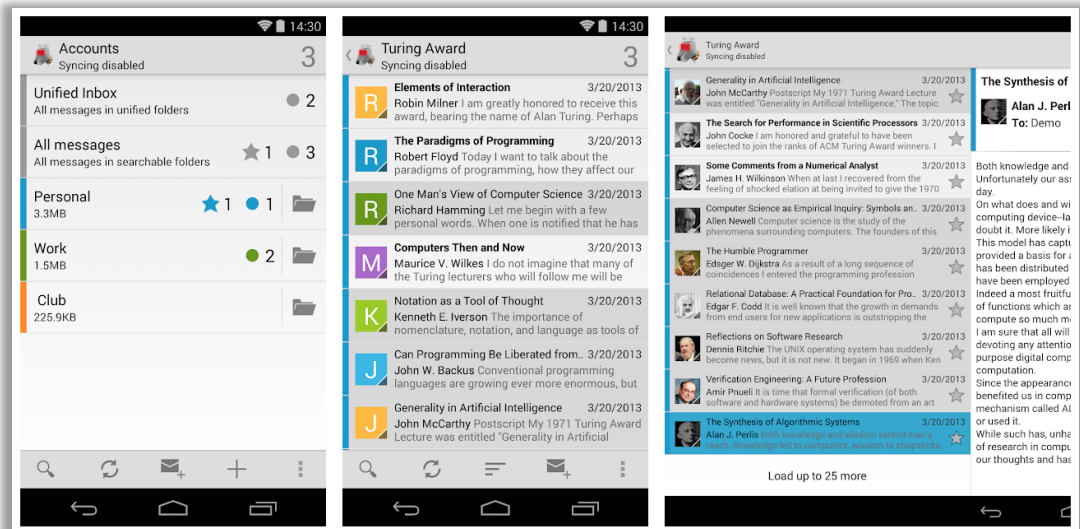 14:30
Accounts
Syncing disabled
3
Unified Inbox
All messages in unified folders
2
All messages
All messages in searchable folders
1 3
Personal
3.3MB
1 1
Work
1.5MB
2
Club
225.9KB
14:30
Turing Award
Syncing disabled
3
R
Elements of Interaction 3/20/2013
Robin Milner I am greatly honored to receive this
award, bearing the name of Alan Turing. Perhaps
R
The Paradigms of Programming 3/20/2013
Robert Floyd Today I want to talk about the
paradigms of programming, how they affect our
R
One Man's View of Computer Science 3/20/2013
Richard Hamming Let me begin with a few
personal words. When one is notified that he has
M
Computers Then and Now 3/20/2013
Maurice V. Wilkes I do not imagine that many of
the Turing lecturers who will follow me will be
K
Notation as a Tool of Thought 3/20/2013
Kenneth E. Iverson The importance of
nomenclature, notation, and language as tools of
J
Can Programming Be Liberated from.. 3/20/2013
John W. Backus Conventional programming
languages are growing ever more enormous, but
J
Generality in Artificial Intelligence 3/20/2013
John McCarthy Postscript My 1971 Turing Award
Lecture was entitled "Generality in Artificial
Turing Award
Syncing disabled
Generality in Artificial Intelligence 3/20/2013
John McCarthy Postscript My 1971 Turing Award Lecture
was entitled "Generality in Artificial Intelligence." The topic
The Search for Performance in Scientific Processors 3/20/2013
John Cocke I am honored and grateful to have been
selected to join the ranks of ACM Turing Award winners. I
Some Comments from a Numerical Analyst 3/20/2013
James H. Wilkinson When at last I recovered from the
feeling of shocked elation at being invited to give the 1970
Computer Science as Empirical Inquiry: Symbols an.. 3/20/2013
Allen Newell Computer science is the study of the
phenomena surrounding computers. The founders of this
The Humble Programmer 3/20/2013
Edsger W. Dijkstra As a result of a long sequence of
coincidences I entered the programming profession
Relational Database: A Practical Foundation for Pro.. 3/20/2013
Edgar F. Codd It is well known that the growth in demands
from end users for new applications is outstripping the
Reflections on Software Research 3/20/2013
Dennis Ritchie The UNIX operating system has suddenly
become news, but it is not new. It began in 1969 when Ken
Verification Engineering: A Future Profession 3/20/2013
Amir Pnueli It is time that formal verification (of both
software and hardware systems) be demoted from an art
The Synthesis of Algorithmic Systems 3/20/2013
Alan J. Perlis Both knowledge and wisdom extend man's
reach. Knowledge led to computers, wisdom to chopsticks.
Load up to 25 more
The Synthesis of
Alan J. Perl
To: Demo
Both knowledge and
Unfortunately our ass
day.
On what does and wi
computing device--la
doubt it. More likely i
This model has captu
provided a basis for a
has been distributed
have been employed
Indeed a most fruitfu
of functions which ar
compute so much m
I am sure that all will
devoting any attentio
purpose digital comp
computation.
Since the appearance
benefited us in comp
mechanism called AL
or used it.
While such has, unha
of research in compu
our thoughts and has